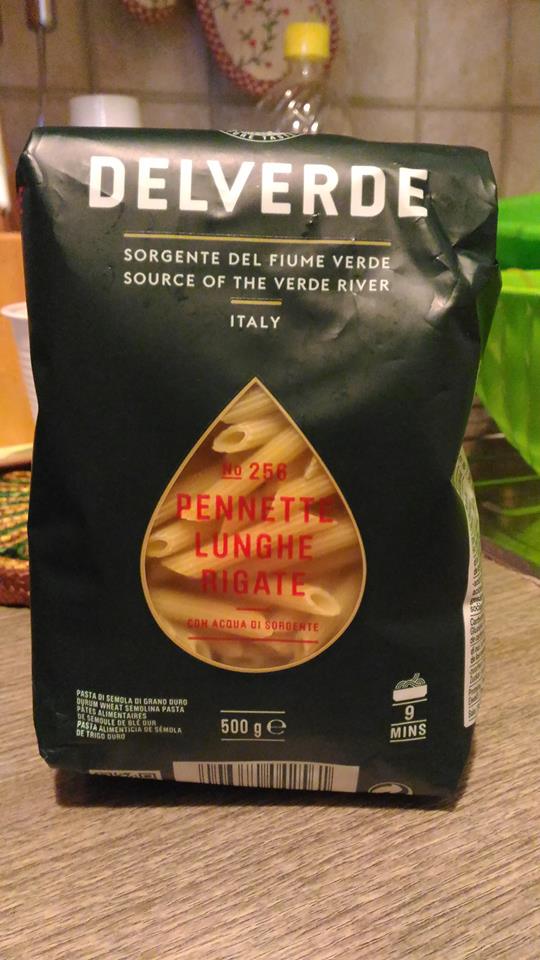 DELVERDE
SORGENTE DEL FIUME VERDE
SOURCE OF THE VERDE RIVER
ITALY
No 256
PENNETTE
LUNGHE
RIGATE
CON ACQUA DI SORGENTE
PASTA DI SEMOLA DI GRANO DURO
DURUM WHEAT SEMOLINA PASTA
PÂTES ALIMENTAIRES
DE SEMOULE DE BLÉ DUR
PASTA ALIMENTICIA DE SÉMOLA
DE TRIGO DURO
500 g e
9
MINS